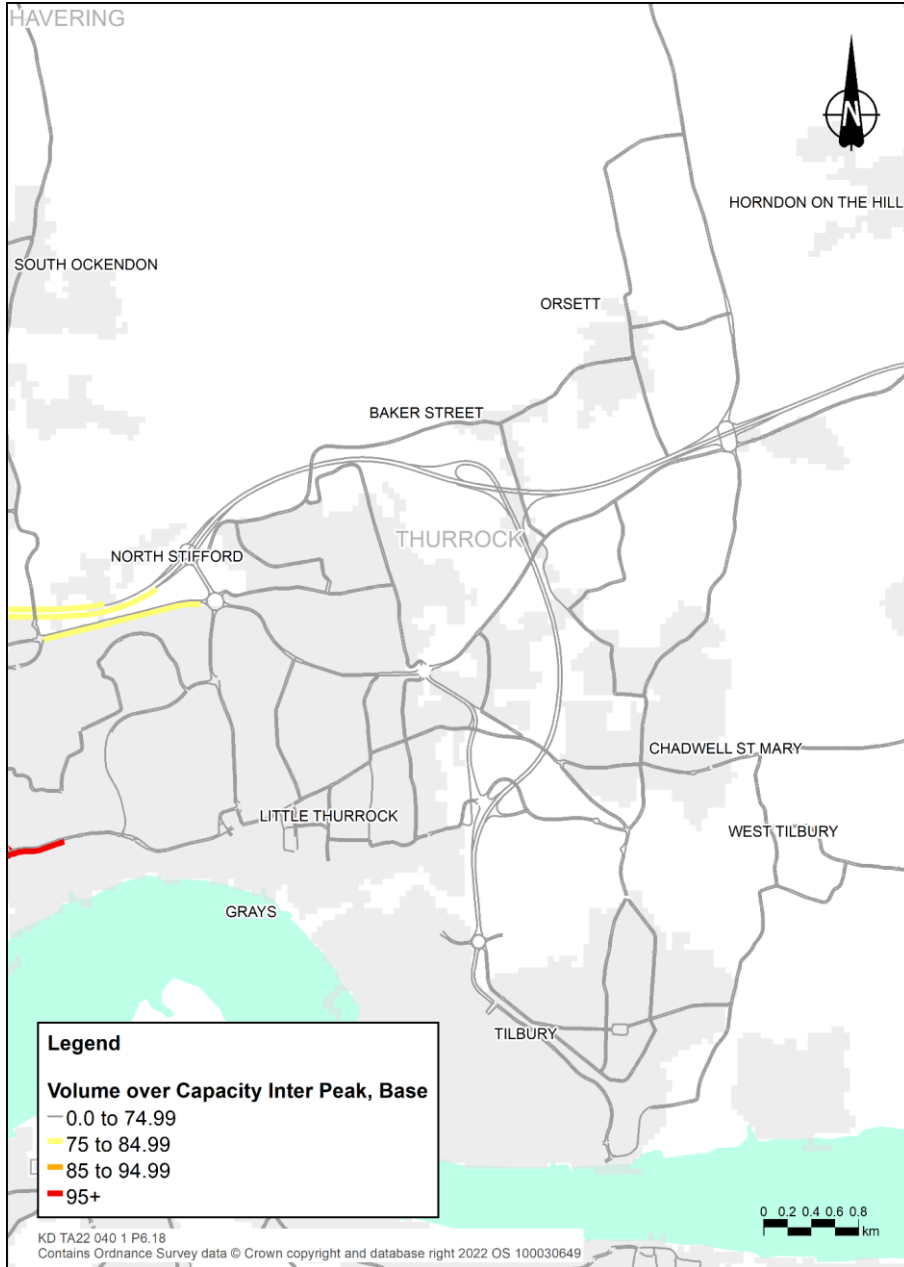 HAVERING
N
HORNDON ON THE HILL
SOUTH OCKENDON
ORSETT
BAKER STREET
THURROCK
NORTH STIFFORD
CHADWELL ST MARY
LITTLE THURROCK
WEST TILBURY
GRAYS
TILBURY
Legend
Volume over Capacity Inter Peak, Base
0.0 to 74.99
75 to 84.99
85 to 94.99
95+
0 0.2 0.4 0.6 0.8
km
KD TA22 040 1 P6.18
Contains Ordnance Survey data © Crown copyright and database right 2022 OS 100030649